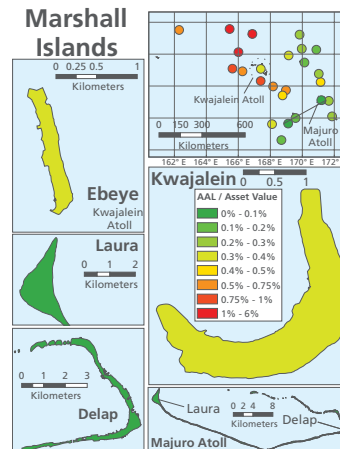 Marshall
Islands
0 0.25 0.5 1
Kilometers
Ebeye
Kwajalein
Atoll
Laura
0 1 2
Kilometers
0 1 2 3
Kilometers
Delap
Kwajalein Atoll
Majuro
Atoll
0 150 300 600
Kilometers
162° E 164° E 166° E 168° E 170° E 172° E
Kwajalein
0 0.5 1
Kilometers
AAL / Asset Value
0% - 0.1%
0.1% - 0.2%
0.2% - 0.3%
0.3% - 0.4%
0.4% - 0.5%
0.5% - 0.75%
0.75% - 1%
1% - 6%
Laura
0 2 4 8
Kilometers
Delap
Majuro Atoll